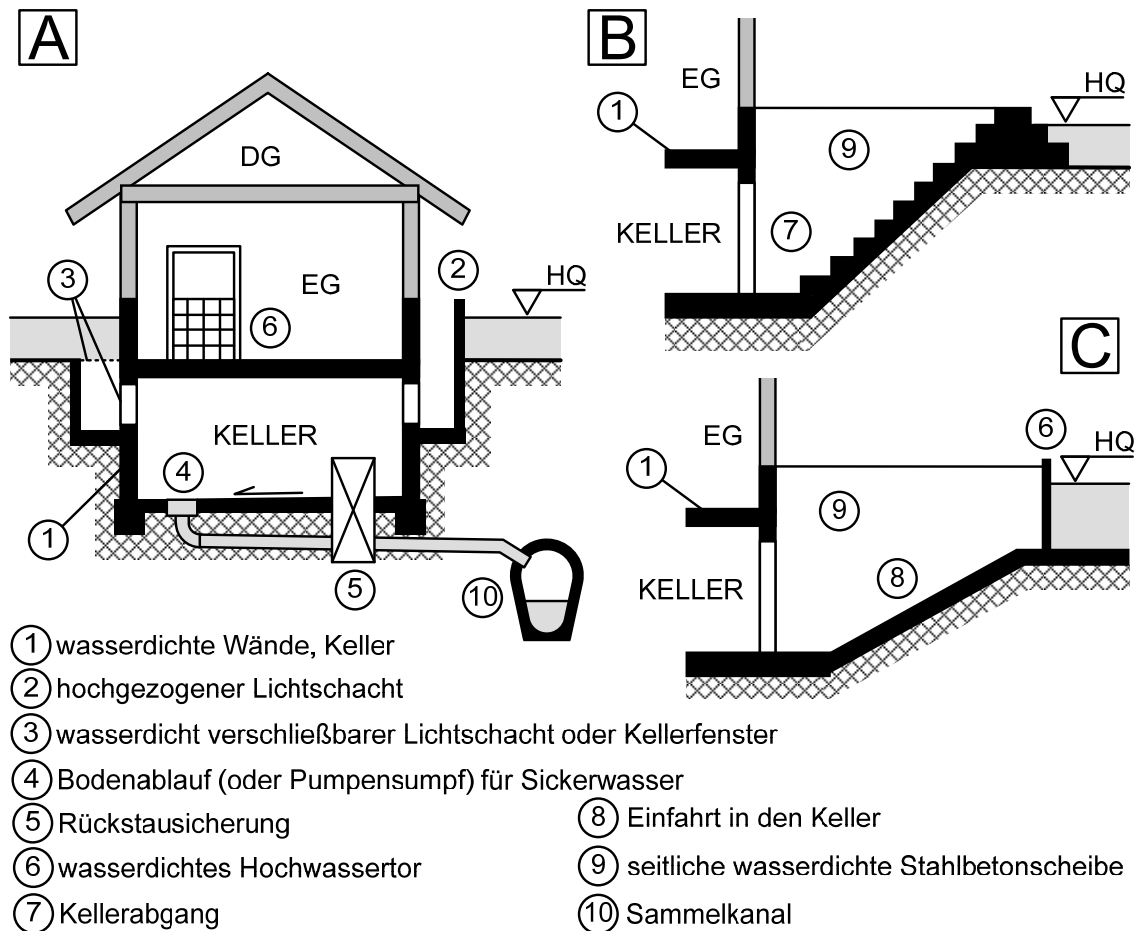 A
DG
EG
2
3
HQ
6
KELLER
4
1
5
10
B
EG
HQ
1
9
KELLER
7
C
EG
6
HQ
1
9
KELLER
8
1 wasserdichte Wände, Keller
2 hochgezogener Lichtschacht
3 wasserdicht verschließbarer Lichtschacht oder Kellerfenster
4 Bodenablauf (oder Pumpensumpf) für Sickerwasser
5 Rückstausicherung
6 wasserdichtes Hochwassertor
7 Kellerabgang
8 Einfahrt in den Keller
9 seitliche wasserdichte Stahlbetonscheibe
10 Sammelkanal